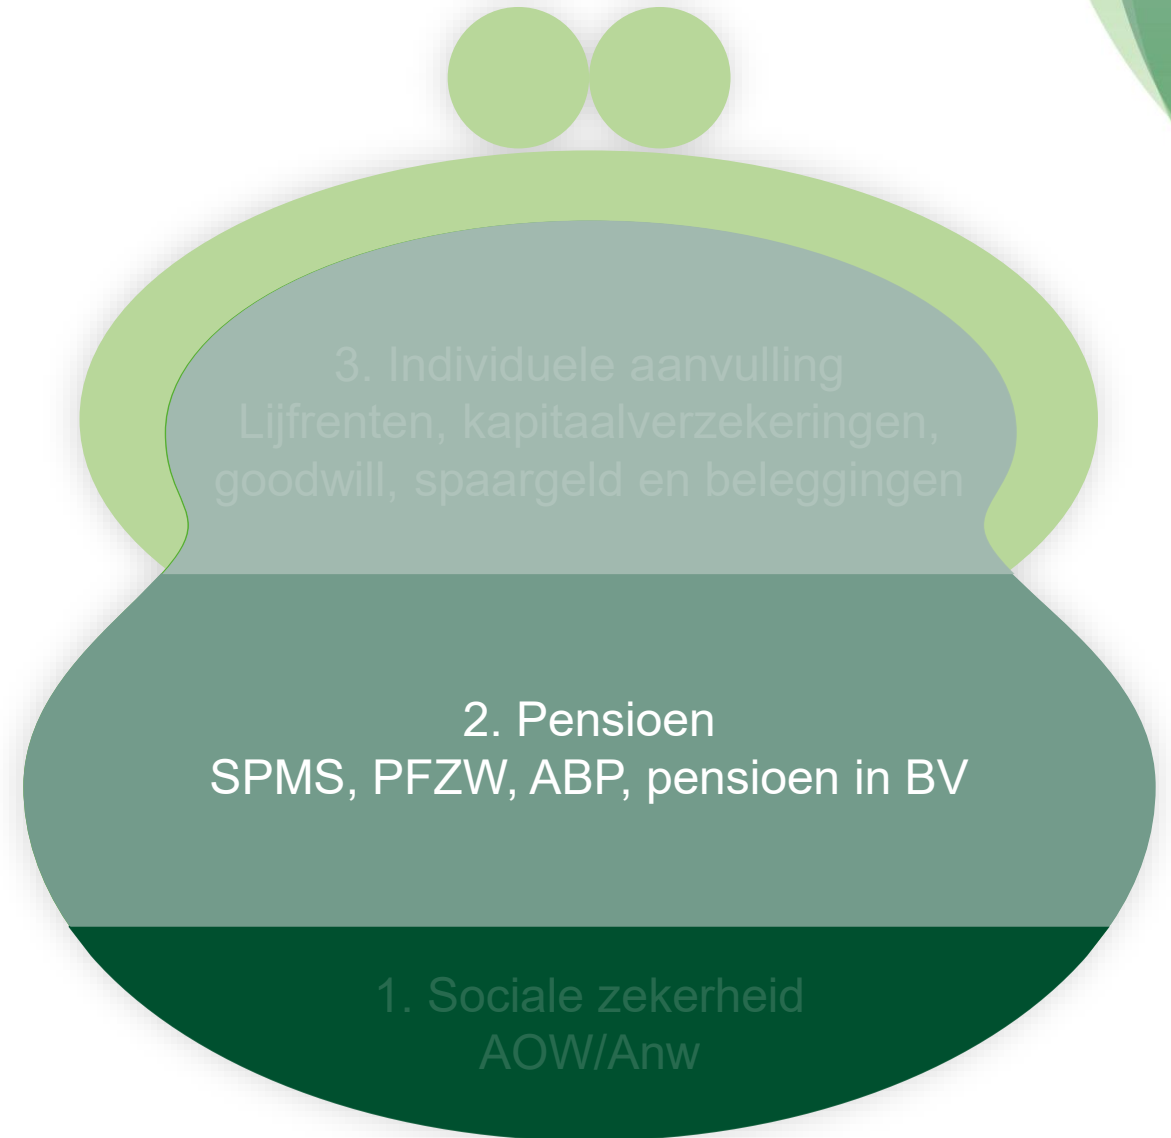 3. Individuele aanvulling
Lijfrenten, kapitaalverzekeringen,
goodwill, spaargeld en beleggingen
2. Pensioen
SPMS, PFZW, ABP, pensioen in BV
1. Sociale zekerheid
AOW/Anw